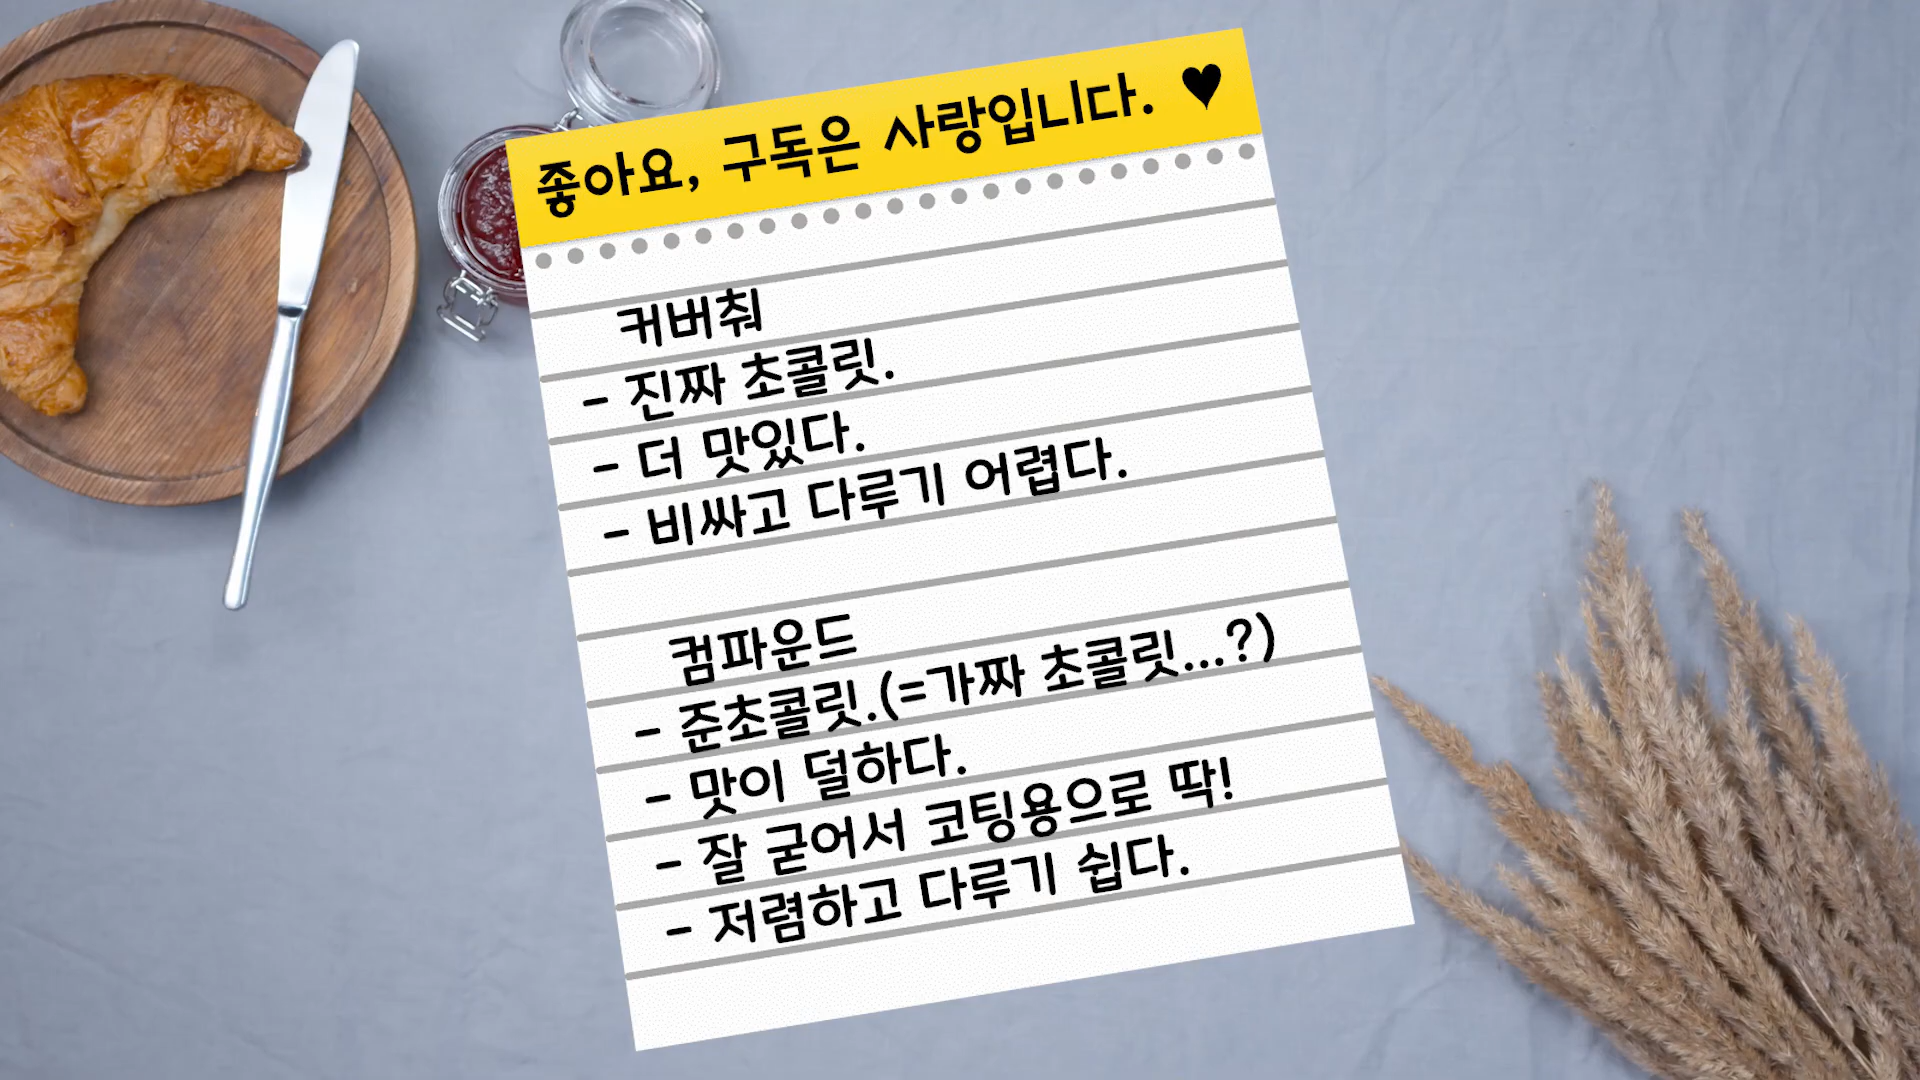 좋아요, 구독은 사랑입니다. ♥
커버춰
- 진짜 초콜릿.
- 더 맛있다.
- 비싸고 다루기 어렵다.
컴파운드
- 준초콜릿.(=가짜 초콜릿...?)
- 맛이 덜하다.
- 잘 굳어서 코팅용으로 딱!
- 저렴하고 다루기 쉽다.